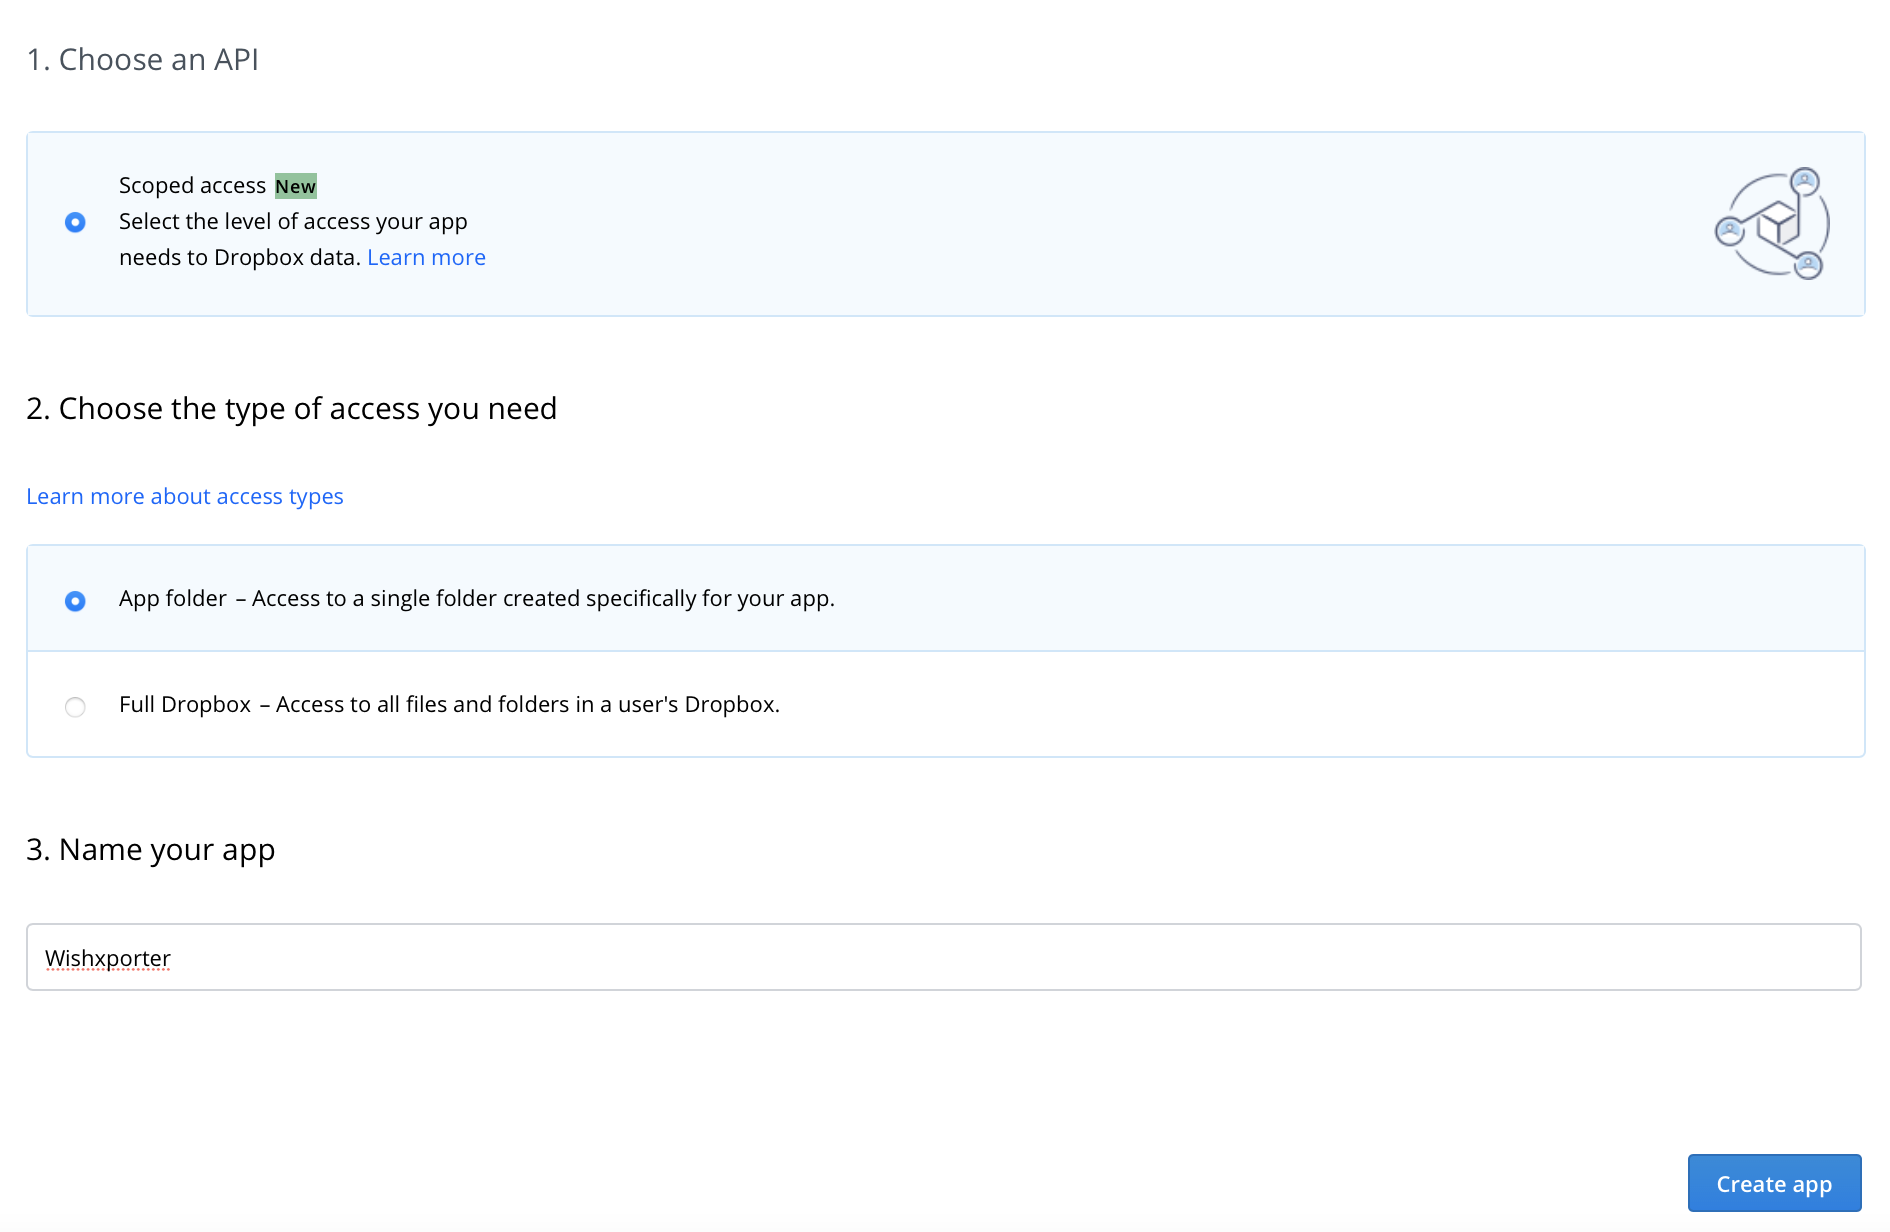 1. Choose an API
Scoped access New
Select the level of access your app
needs to Dropbox data. Learn more
2. Choose the type of access you need
Learn more about access types
App folder – Access to a single folder created specifically for your app.
Full Dropbox – Access to all files and folders in a user's Dropbox.
3. Name your app
Wishxporter
Create app